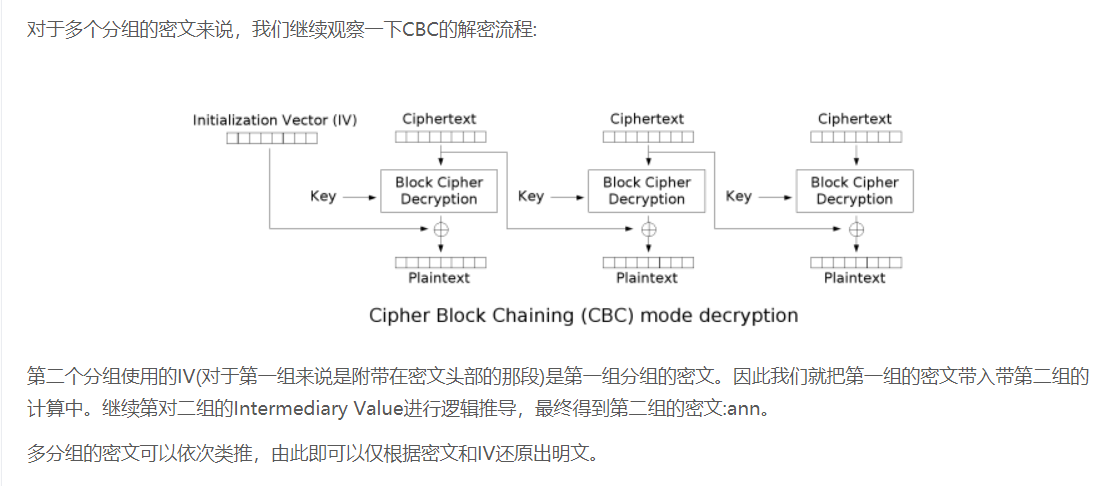 对于多个分组的密文来说，我们继续观察一下CBC的解密流程:
Initialization Vector (IV)
Ciphertext
Ciphertext
Ciphertext
Key
Block Cipher
Decryption
Key
Block Cipher
Decryption
Key
Block Cipher
Decryption
Plaintext
Plaintext
Plaintext
Cipher Block Chaining (CBC) mode decryption
第二个分组使用的IV(对于第一组来说是附带在密文头部的那段)是第一组分组的密文。因此我们就把第一组的密文带入带第二组的
计算中。继续第对二组的Intermediary Value进行逻辑推导，最终得到第二组的密文:ann。
多分组的密文可以依次类推，由此即可以仅根据密文和IV还原出明文。